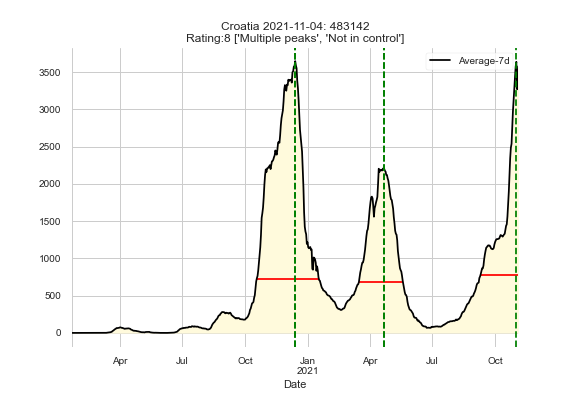 Croatia 2021-11-04: 483142
Rating:8 ['Multiple peaks', 'Not in control']
Average-7d
3500
3000
2500
2000
1500
1000
500
0
Apr Jul Oct Jan Apr Jul Oct
2021
Date